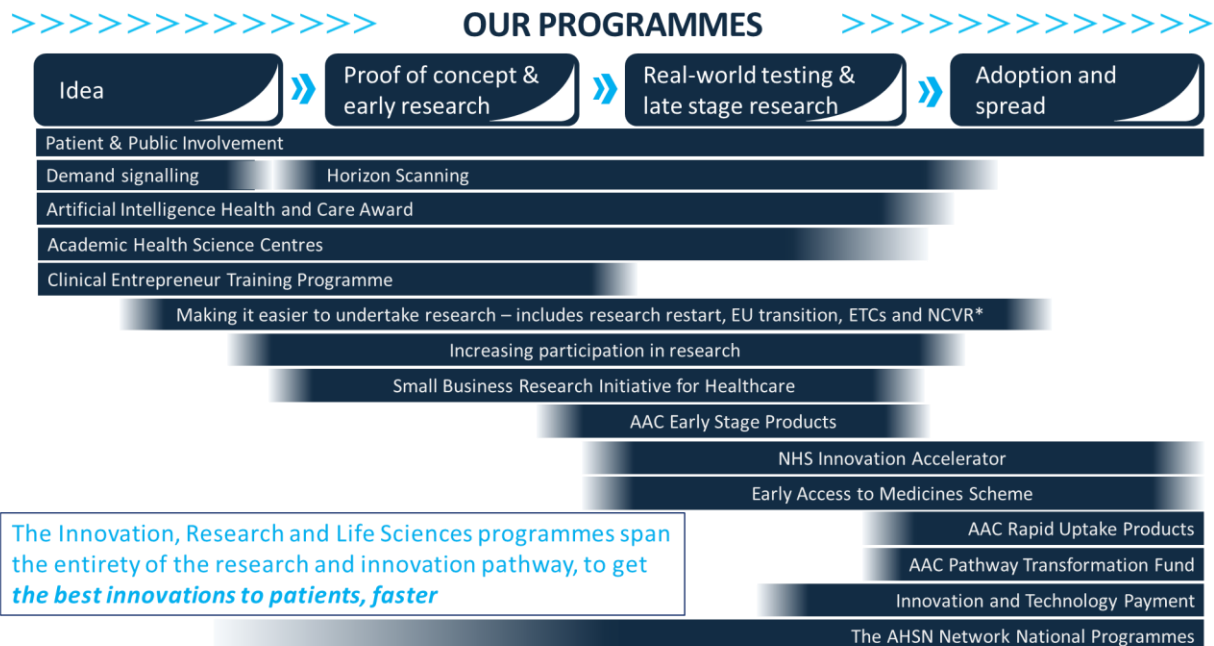 > > > > > > > > > > > > > OUR PROGRAMMES > > > > > > > > > > > > >
Idea
Proof of concept &
early research
Real-world testing &
late stage research
Adoption and
spread
Patient & Public Involvement
Demand signalling
Horizon Scanning
Artificial Intelligence Health and Care Award
Academic Health Science Centres
Clinical Entrepreneur Training Programme
Making it easier to undertake research – includes research restart, EU transition, ETCs and NCVR*
Increasing participation in research
Small Business Research Initiative for Healthcare
AAC Early Stage Products
NHS Innovation Accelerator
Early Access to Medicines Scheme
AAC Rapid Uptake Products
AAC Pathway Transformation Fund
Innovation and Technology Payment
The AHSN Network National Programmes
The Innovation, Research and Life Sciences programmes span
the entirety of the research and innovation pathway, to get
the best innovations to patients, faster